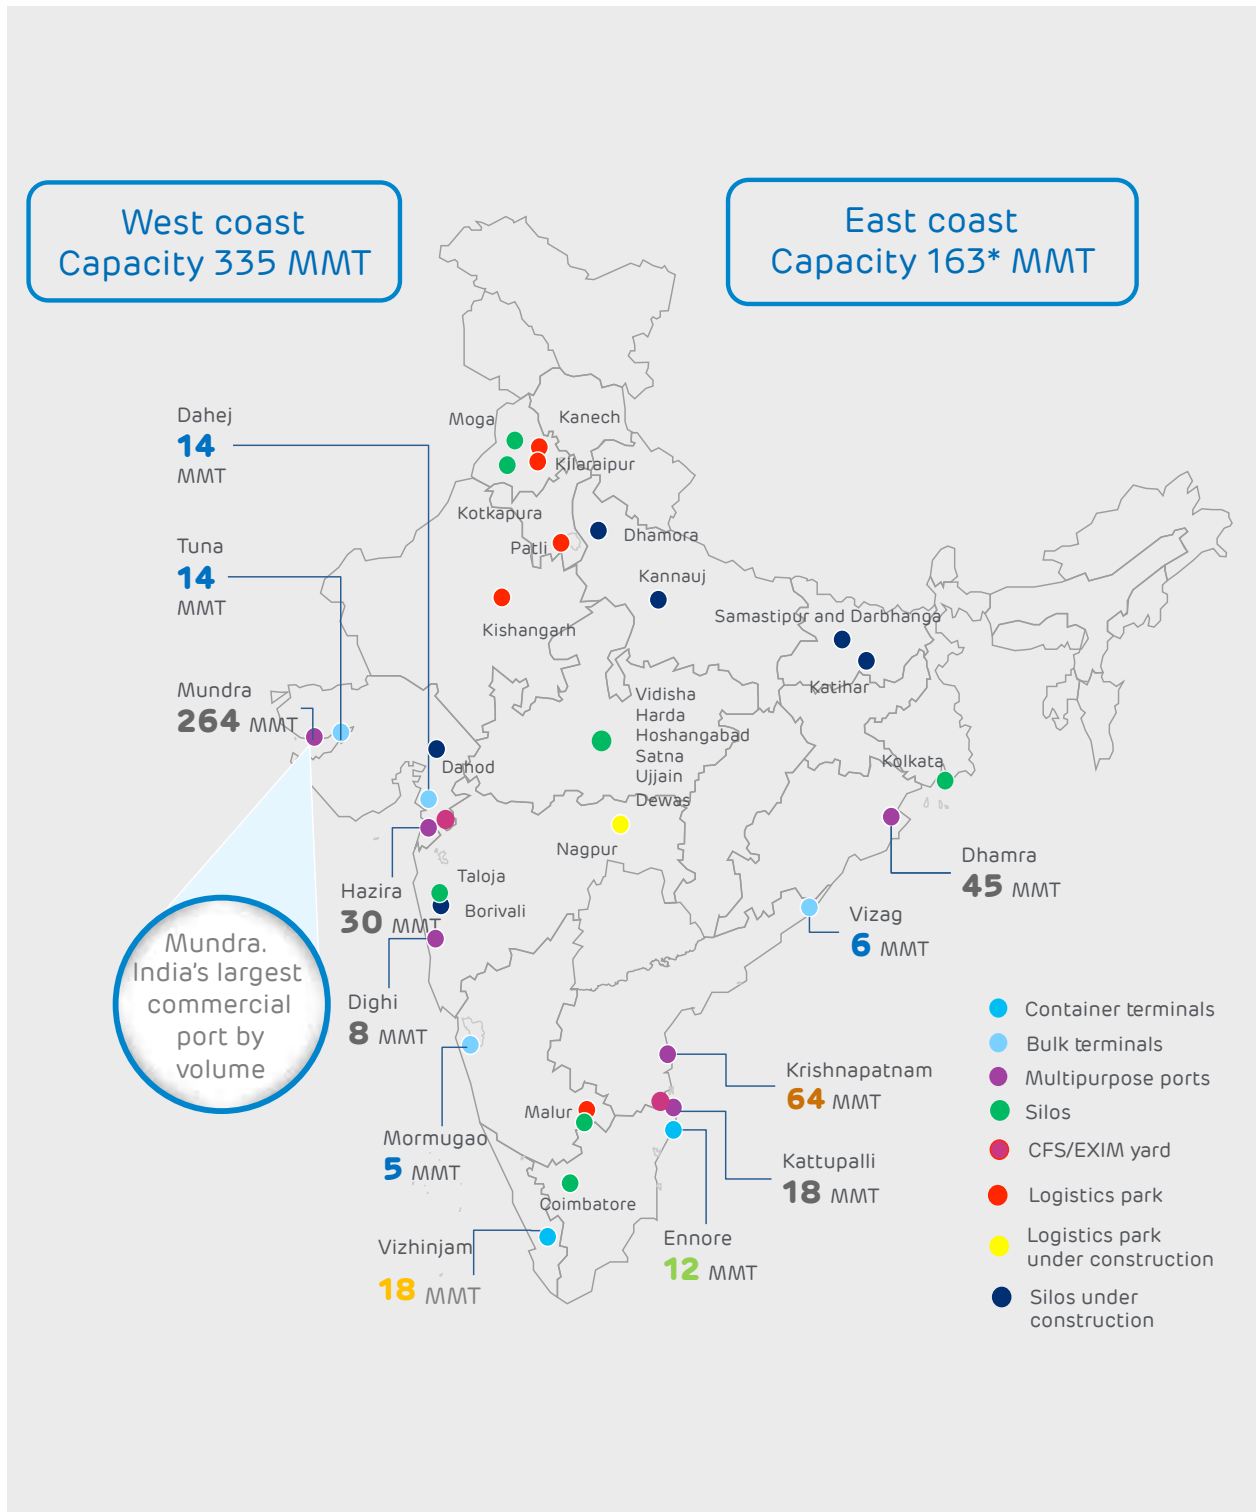 West coast
Capacity 335 MMT
East coast
Capacity 163* MMT
Dahej
14
MMT
Tuna
14
MMT
Mundra
264 MMT
Moga
Kanech
Kilaraipur
Kotkapura
Patli
Dhamora
Kannauj
Kishangarh
Samastipur and Darbhanga
Katihar
Vidisha
Harda
Hoshangabad
Satna
Ujjain
Dewas
Dahod
Kolkata
Nagpur
Dhamra
45 MMT
Hazira
30 MMT
Taloja
Borivali
Vizag
6 MMT
Mundra.
India's largest
commercial
port by
volume
Dighi
8 MMT
Krishnapatnam
64 MMT
Malur
Mormugao
5 MMT
Kattupalli
18 MMT
Coimbatore
Vizhinjam
18 MMT
Ennore
12 MMT
Container terminals
Bulk terminals
Multipurpose ports
Silos
CFS/EXIM yard
Logistics park
Logistics park
under construction
Silos under
construction